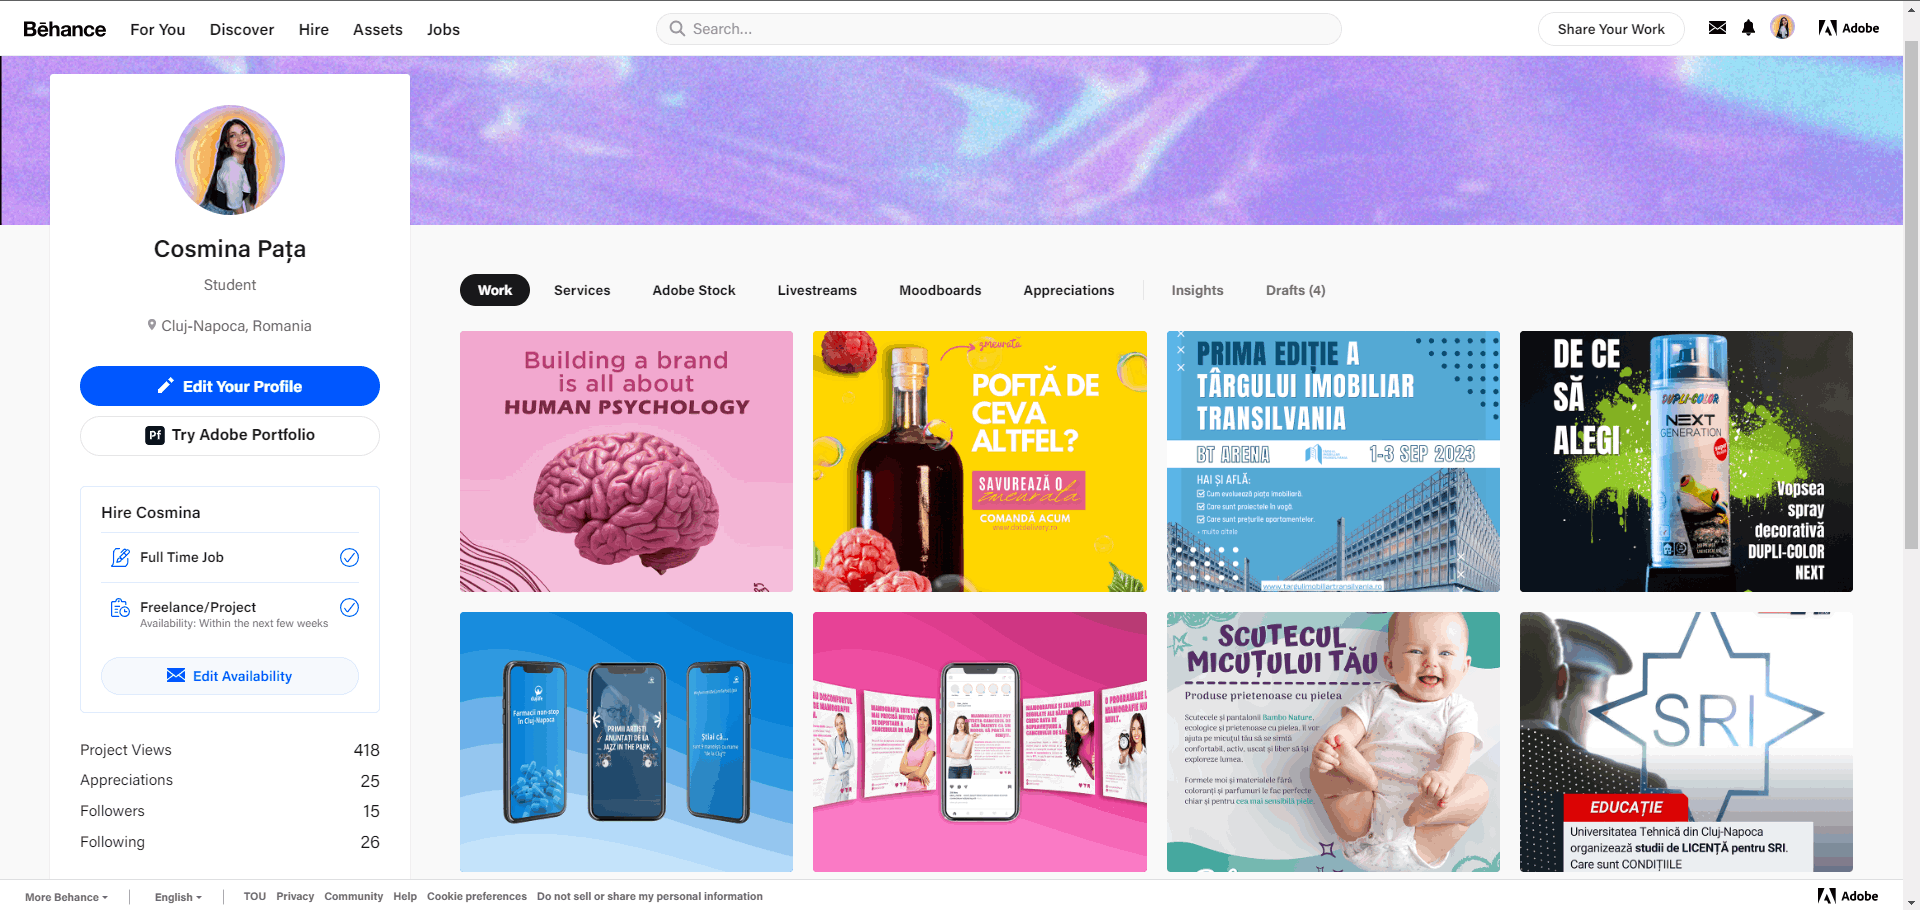 Bēhance
For You
Discover
Hire
Assets
Jobs
Search...
Share Your Work
Adobe
Cosmina Pața
Student
Cluj-Napoca, Romania
Edit Your Profile
Pf Try Adobe Portfolio
Hire Cosmina
Full Time Job
Freelance/Project
Availability: Within the next few weeks
Edit Availability
Project Views 418
Appreciations 25
Followers 15
Following 26
Work
Services
Adobe Stock
Livestreams
Moodboards
Appreciations
Insights
Drafts (4)
Building a brand
is all about
HUMAN PSYCHOLOGY
zmeurata
POFTĂ DE
CEVA
ALTFEL?
SAVUREAZĂ O
zmeurata
COMANDĂ ACUM
PRIMA EDIȚIE A
TÂRGULUI IMOBILIAR
TRANSILVANIA
BT ARENA
1-3 SEP 2023
HAI ȘI AFLĂ:
Cum evoluează piața imobiliară.
Care sunt proiectele în vogă.
Care sunt prețurile apartamentelor.
+ multe altele
www.targulimobiliartransilvania.ro
DE CE
SĂ
ALEGI
DUPLI-COLOR
NEXT
GENERATION
Vopsea
spray
decorativă
DUPLI-COLOR
NEXT
Farmacii non-stop
în Cluj-Napoca
PRIMII ARTIȘTI
ANUNȚAȚI DE LA
JAZZ IN THE PARK
Știai că...
SCUTECUL
MICUȚULUI TĂU
Produse prietenoase cu pielea
Scutecele și pantalonii Bambo Nature,
ecologice și prietenoase cu pielea, îl vor
ajuta pe micuțul tău să se simtă
confortabil, activ, uscat și liber să își
exploreze lumea.
Formele moi și materialele fără
coloranți și parfumuri le fac perfecte
chiar și pentru cea mai sensibilă piele.
SRI
EDUCAȚIE
Universitatea Tehnică din Cluj-Napoca
organizează studii de LICENȚĂ pentru SRI.
Care sunt CONDIȚIILE
More Behance
English
TOU
Privacy
Community
Help
Cookie preferences
Do not sell or share my personal information
Adobe